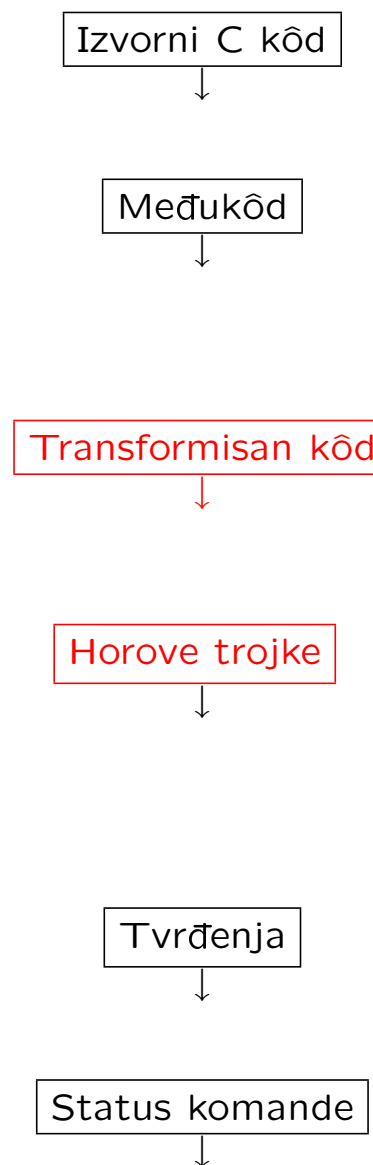 Izvorni C kôd
↓
Međukôd
↓
Transformisan kôd
↓
Horove trojke
↓
Tvrđenja
↓
Status komande
↓